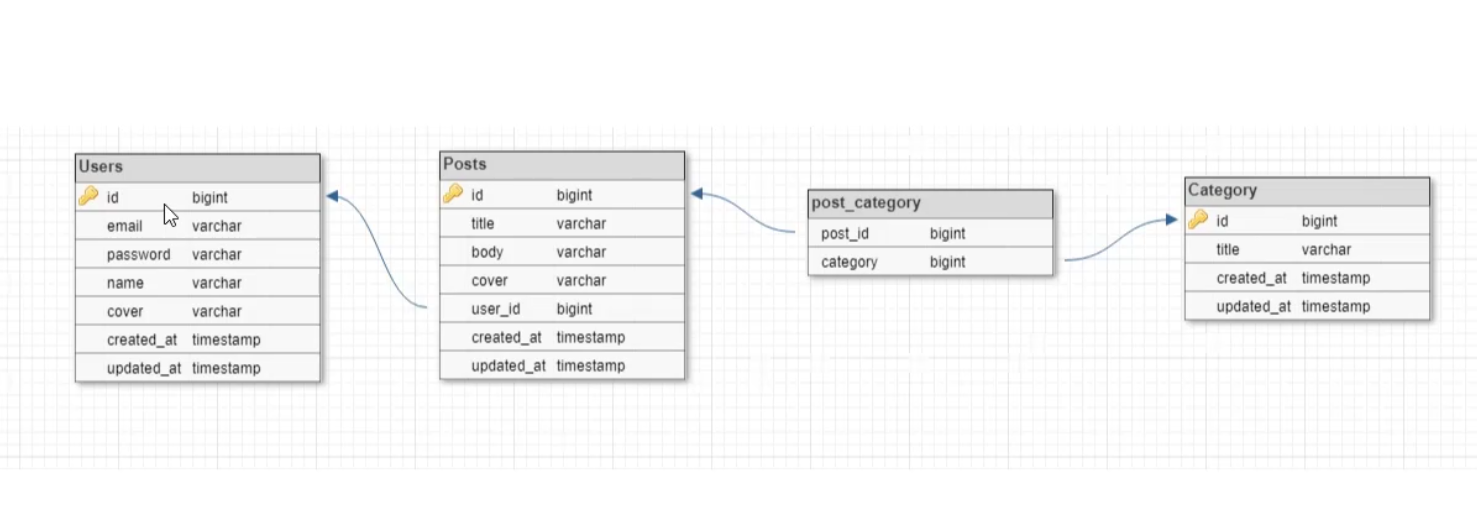 Users
id bigint
email varchar
password varchar
name varchar
cover varchar
created_at timestamp
updated_at timestamp
Posts
id bigint
title varchar
body varchar
cover varchar
user_id bigint
created_at timestamp
updated_at timestamp
post_category
post_id bigint
category bigint
Category
id bigint
title varchar
created_at timestamp
updated_at timestamp